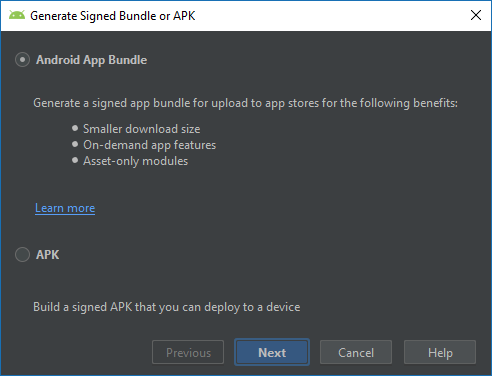 Generate Signed Bundle or APK
Android App Bundle
Generate a signed app bundle for upload to app stores for the following benefits:
• Smaller download size
• On-demand app features
• Asset-only modules
Learn more
APK
Build a signed APK that you can deploy to a device
Previous Next Cancel Help